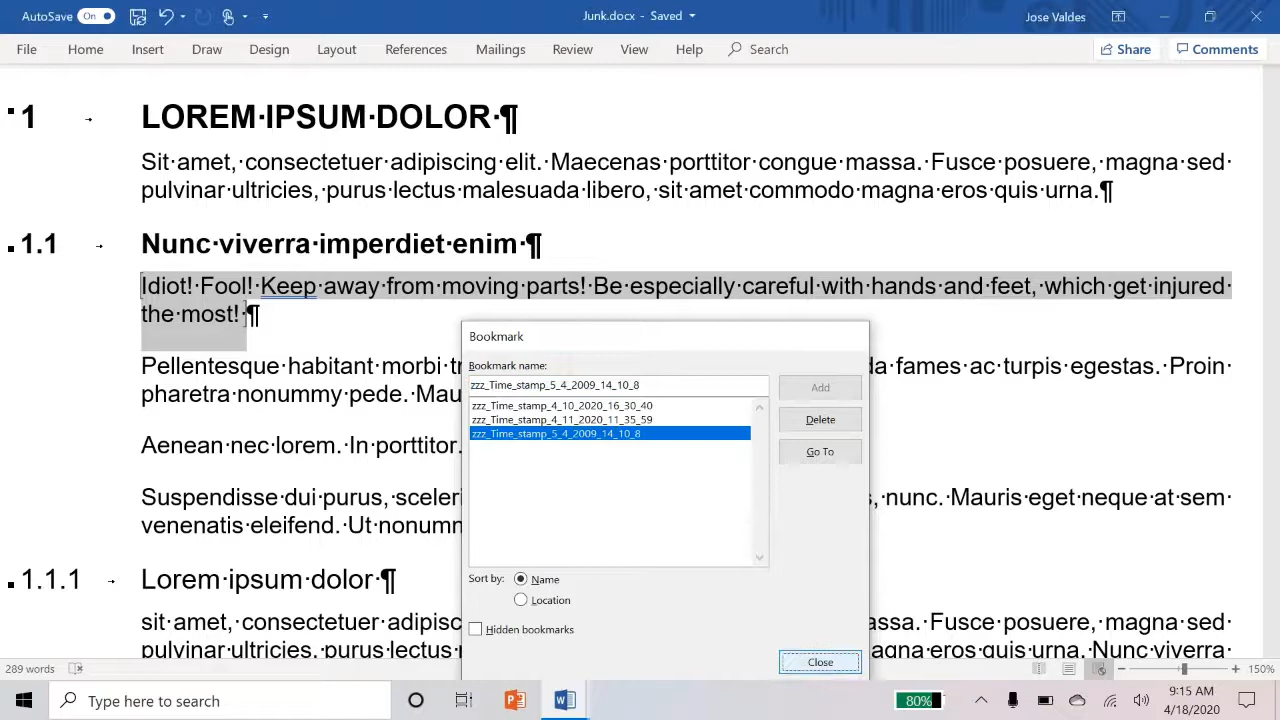 AutoSave On Junk.docx - Saved Jose Valdes
File Home Insert Draw Design Layout References Mailings Review View Help Search Share Comments
1 → LOREM·IPSUM·DOLOR·¶
Sit·amet,·consectetuer·adipiscing·elit.·Maecenas·porttitor·congue·massa.·Fusce·posuere,·magna·sed·
pulvinar·ultricies,·purus·lectus·malesuada·libero,·sit·amet·commodo·magna·eros·quis·urna.¶
1.1 → Nunc·viverra·imperdiet·enim·¶
Idiot!·Fool!·Keep·away·from·moving·parts!·Be·especially·careful·with·hands·and·feet,·which·get·injured·
the·most!·¶
Pellentesque·habitant·morbi·t
da·fames·ac·turpis·egestas.·Proin·
pharetra·nonummy·pede.·Mau
Aenean·nec·lorem.·In·porttitor.
Suspendisse·dui·purus,·sceleri
s,·nunc.·Mauris·eget·neque·at·sem·
venenatis·eleifend.·Ut·nonumm
1.1.1 → Lorem·ipsum·dolor·¶
sit·amet,·consectetuer·adipisc
assa.·Fusce·posuere,·magna·sed·
pulvinar·ultricies,·purus·lectus·
agna·eros·quis·urna.·Nunc·viverra·
Bookmark
Bookmark name:
zzz_Time_stamp_5_4_2009_14_10_8
Add
zzz_Time_stamp_4_10_2020_16_30_40
zzz_Time_stamp_4_11_2020_11_35_59
zzz_Time_stamp_5_4_2009_14_10_8
Delete
Go To
Sort by: Name
Location
Hidden bookmarks
Close
289 words 150%
Type here to search 80% 9:15 AM
4/18/2020